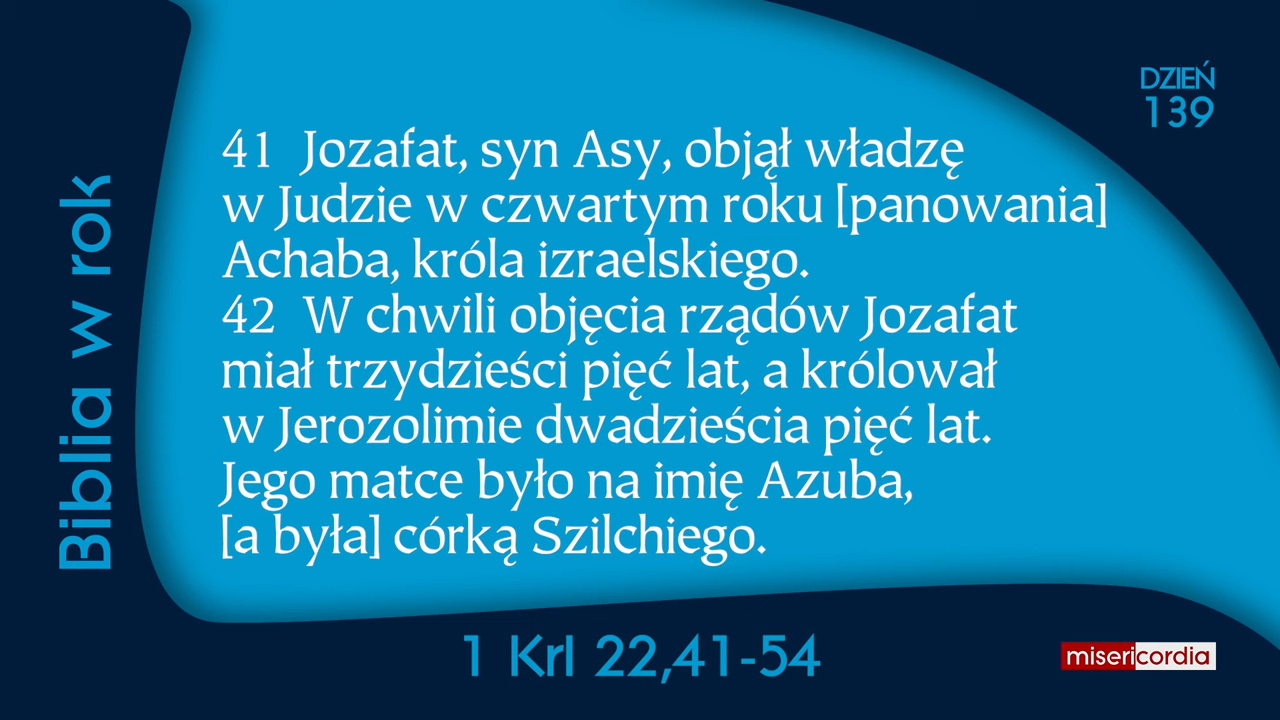 DZIEŃ
139
41 Jozafat, syn Asy, objął władzę
w Judzie w czwartym roku [panowania]
Achaba, króla izraelskiego.
42 W chwili objęcia rządów Jozafat
miał trzydzieści pięć lat, a królował
w Jerozolimie dwadzieścia pięć lat.
Jego matce było na imię Azuba,
[a była] córką Szilchiego.
Biblia w rok
1 Krl 22,41-54
misericordia